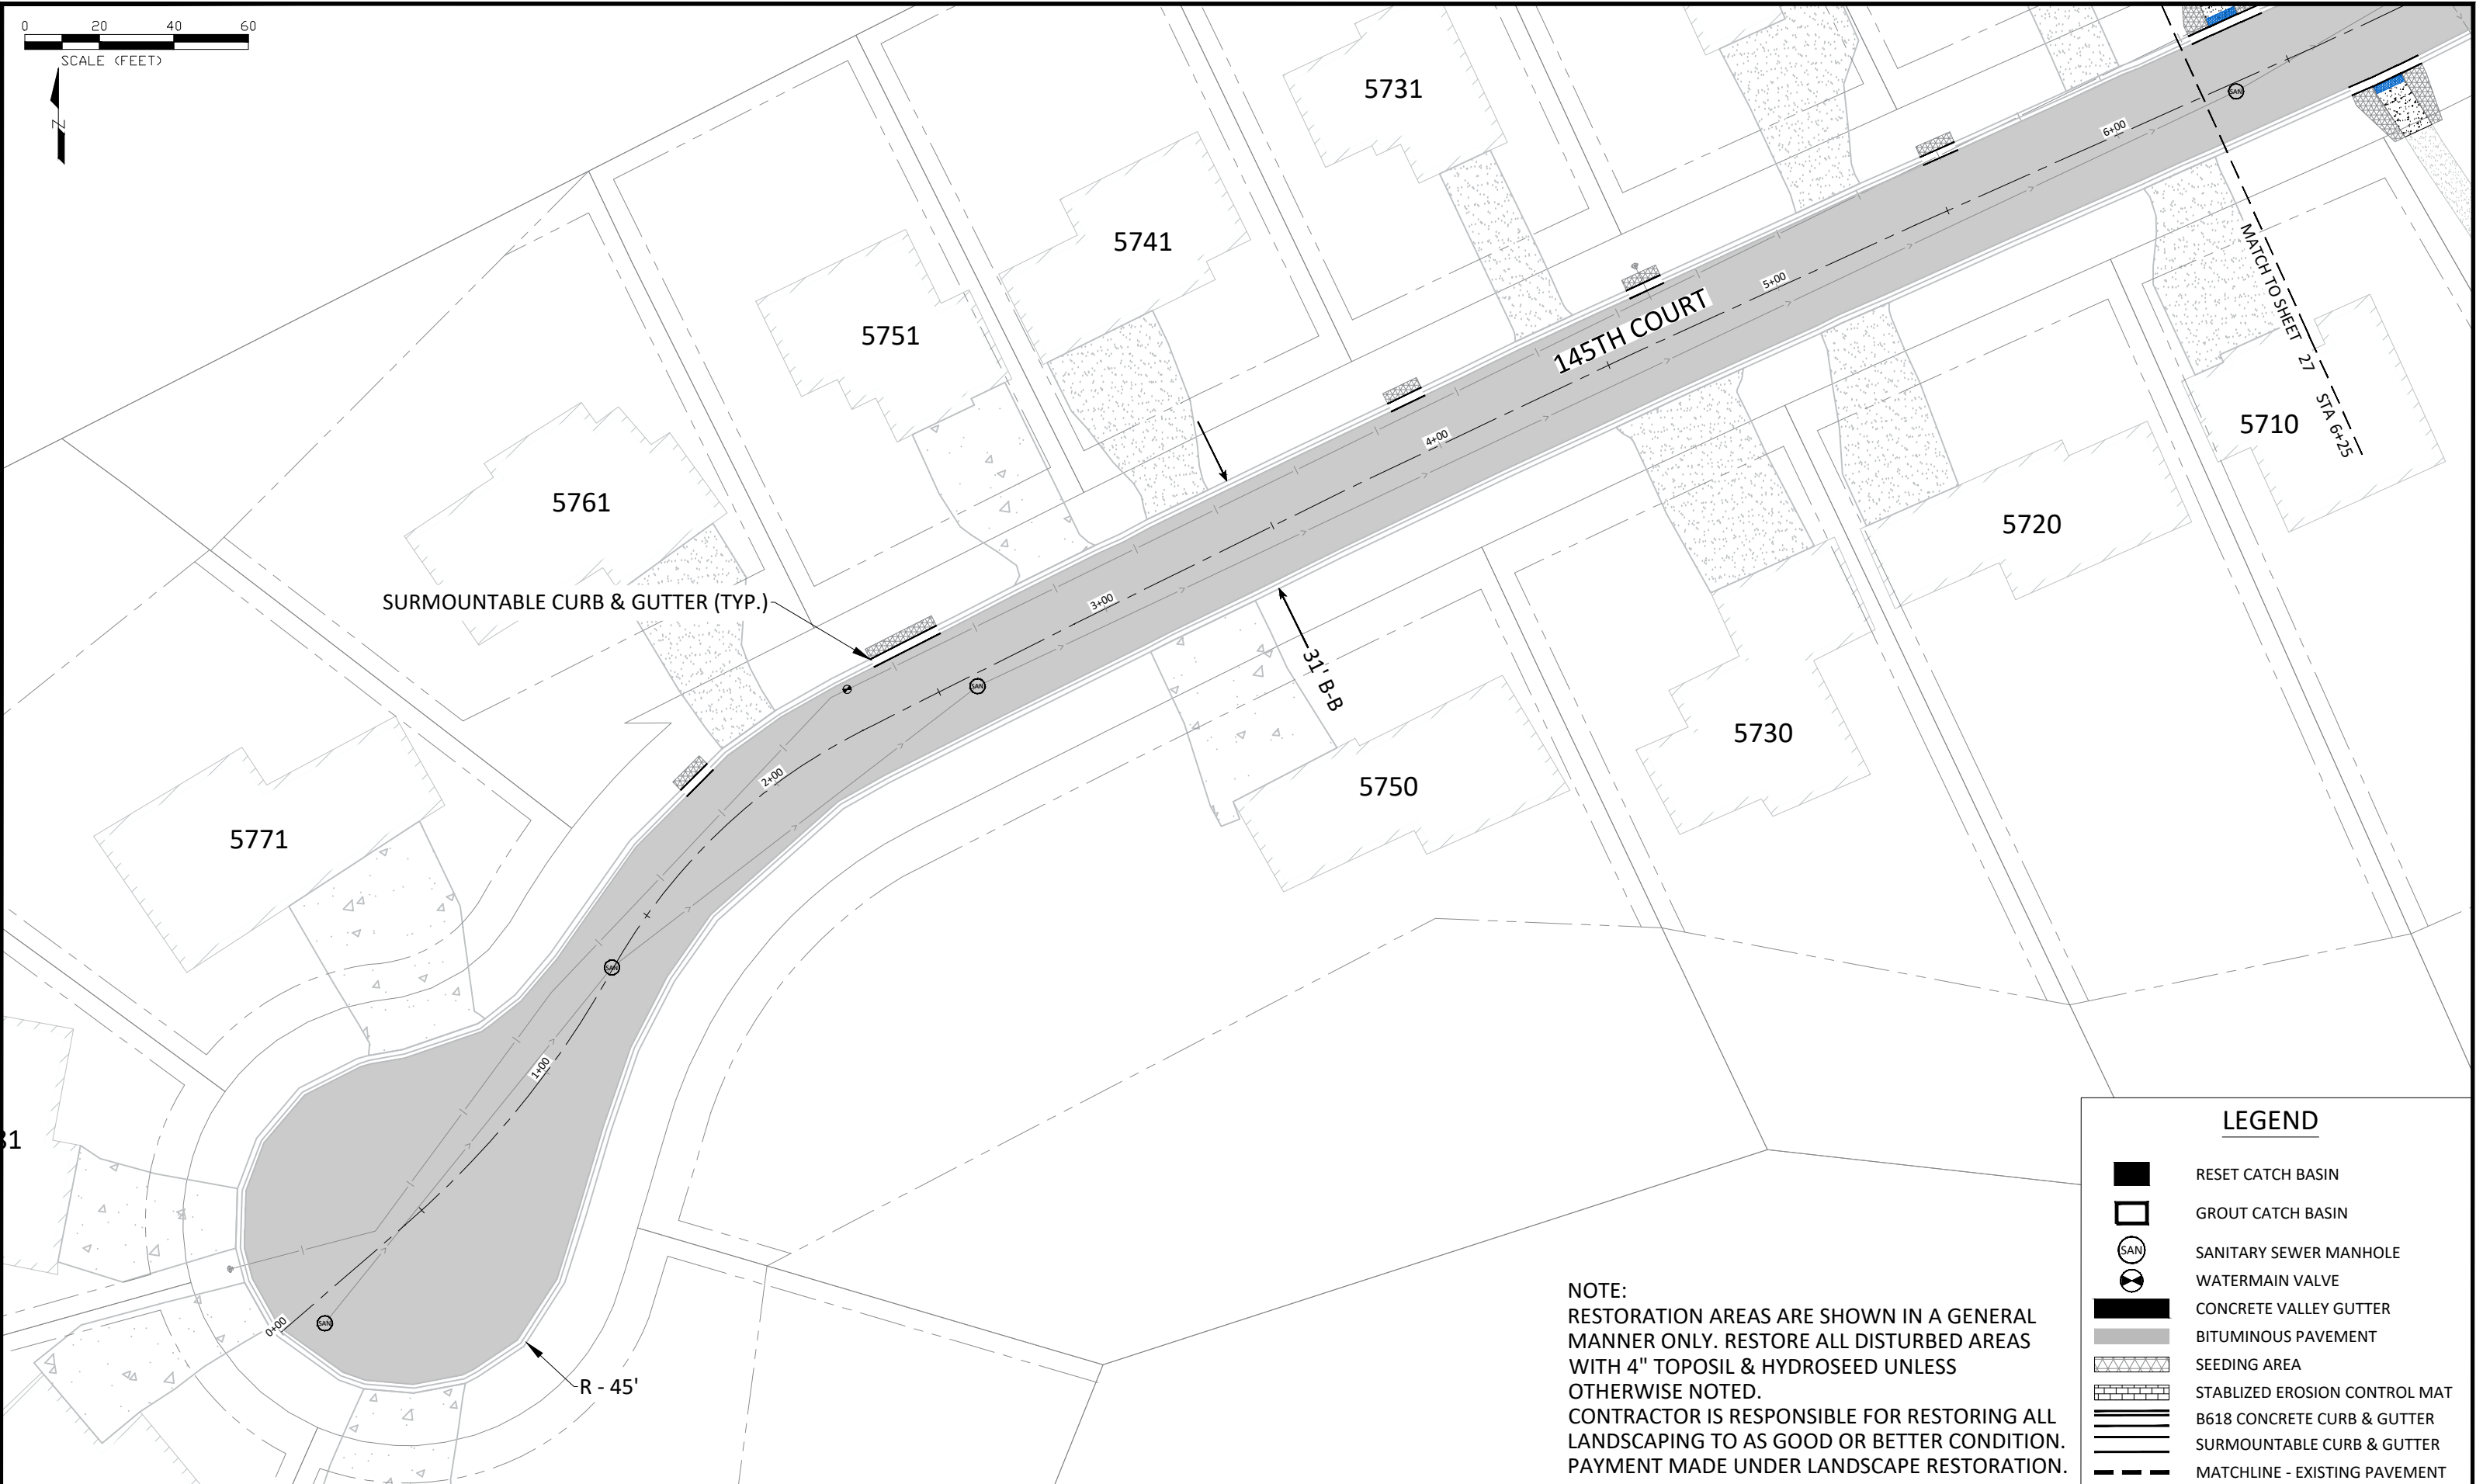 0 20 40 60
SCALE (FEET)
N
5731
5741
5751
5761
5771
31
SURMOUNTABLE CURB & GUTTER (TYP.)
145TH COURT
0+00
1+00
2+00
3+00
4+00
5+00
6+00
SAN
SAN
SAN
SAN
MATCH TO SHEET 27 STA 6+25
5710
5720
5730
5750
31' B-B
R - 45'
NOTE:
RESTORATION AREAS ARE SHOWN IN A GENERAL
MANNER ONLY. RESTORE ALL DISTURBED AREAS
WITH 4" TOPOSIL & HYDROSEED UNLESS
OTHERWISE NOTED.
CONTRACTOR IS RESPONSIBLE FOR RESTORING ALL
LANDSCAPING TO AS GOOD OR BETTER CONDITION.
PAYMENT MADE UNDER LANDSCAPE RESTORATION.
LEGEND
RESET CATCH BASIN
GROUT CATCH BASIN
SAN SANITARY SEWER MANHOLE
WATERMAIN VALVE
CONCRETE VALLEY GUTTER
BITUMINOUS PAVEMENT
SEEDING AREA
STABLIZED EROSION CONTROL MAT
B618 CONCRETE CURB & GUTTER
SURMOUNTABLE CURB & GUTTER
MATCHLINE - EXISTING PAVEMENT